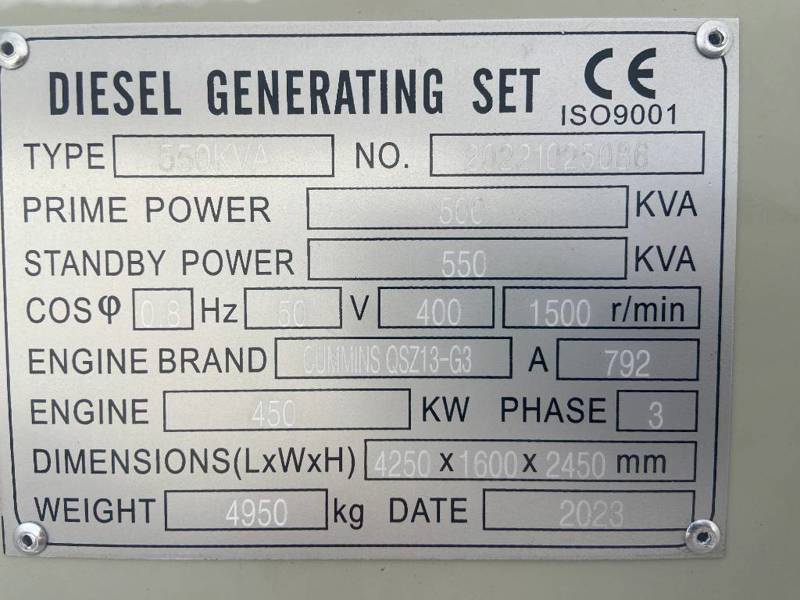 DIESEL GENERATING SET CE
ISO9001
TYPE 550KVA NO. 202210250B6
PRIME POWER 500 KVA
STANDBY POWER 550 KVA
COSφ 0.8 Hz 50 V 400 1500 r/min
ENGINE BRAND CUMMINS QSZ13-G3 A 792
ENGINE 450 KW PHASE 3
DIMENSIONS(LxWxH) 4250 x 1600 x 2450 mm
WEIGHT 4950 kg DATE 2023